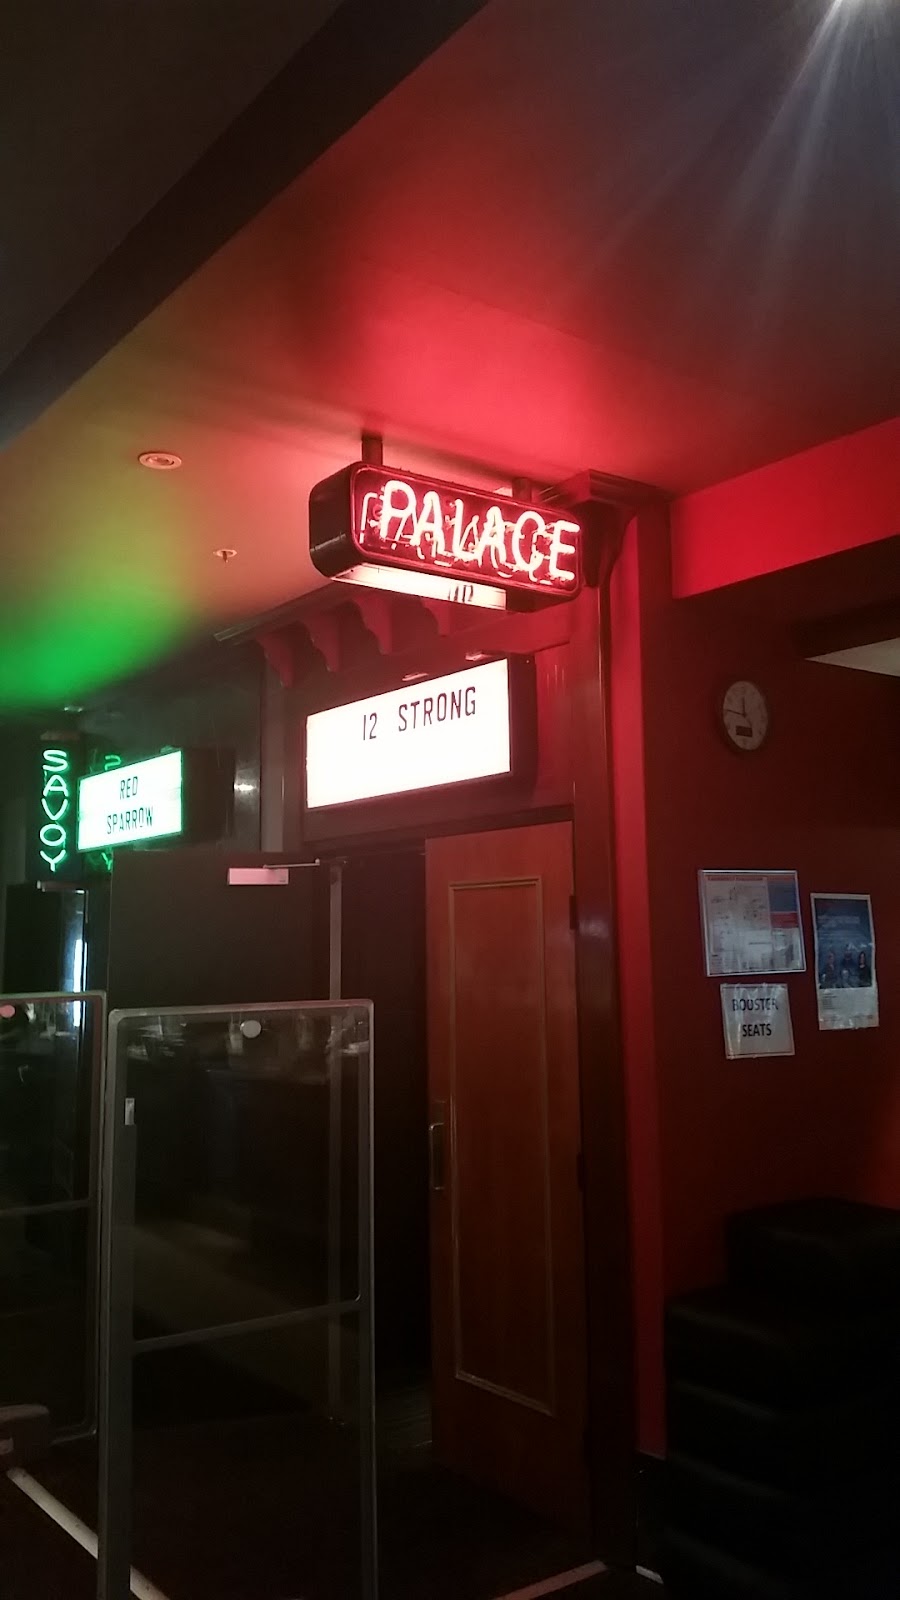 PALACE
12 STRONG
SAVOY
RED
SPARROW
BOOSTER
SEATS